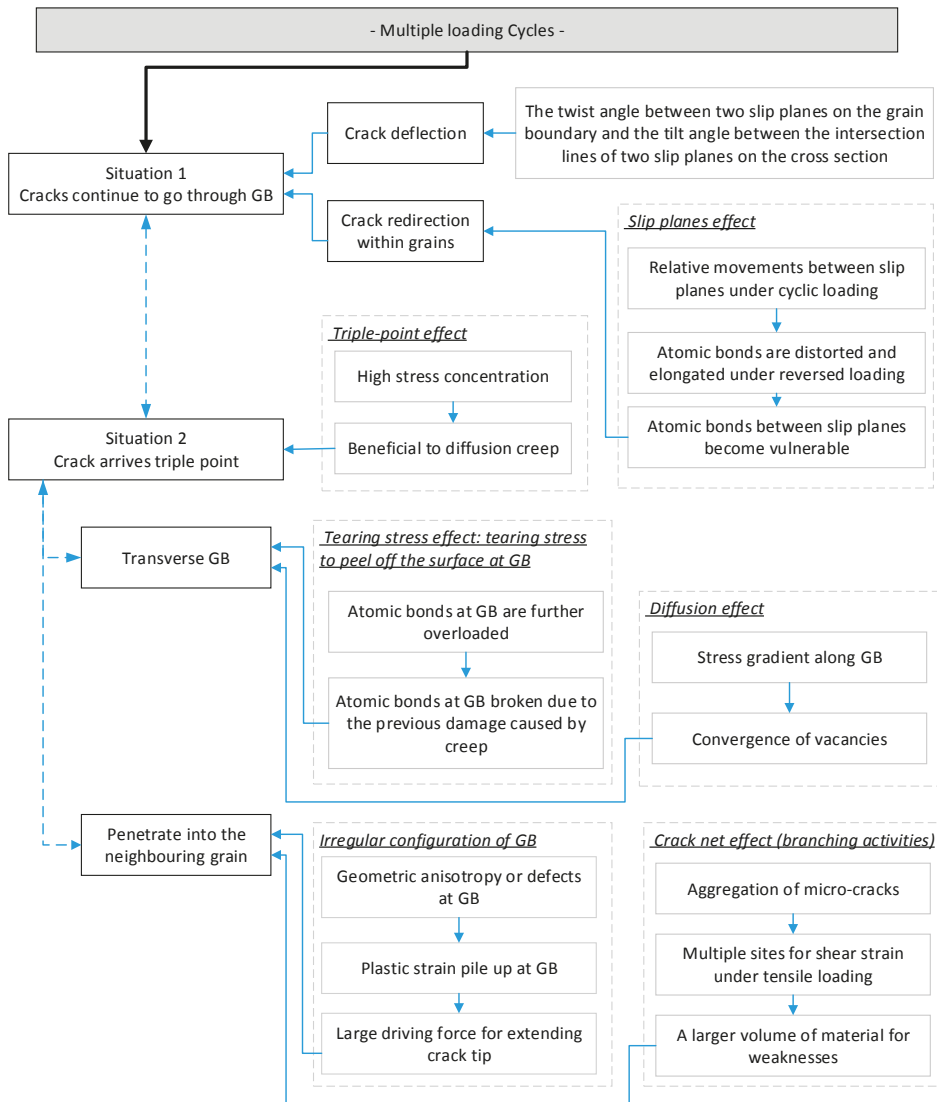 - Multiple loading Cycles -
Crack deflection
The twist angle between two slip planes on the grain
boundary and the tilt angle between the intersection
lines of two slip planes on the cross section
Situation 1
Cracks continue to go through GB
Crack redirection
within grains
Slip planes effect
Relative movements between slip
planes under cyclic loading
Atomic bonds are distorted and
elongated under reversed loading
Atomic bonds between slip planes
become vulnerable
Triple-point effect
High stress concentration
Beneficial to diffusion creep
Situation 2
Crack arrives triple point
Transverse GB
Tearing stress effect: tearing stress
to peel off the surface at GB
Atomic bonds at GB are further
overloaded
Atomic bonds at GB broken due to
the previous damage caused by
creep
Diffusion effect
Stress gradient along GB
Convergence of vacancies
Penetrate into the
neighbouring grain
Irregular configuration of GB
Geometric anisotropy or defects
at GB
Plastic strain pile up at GB
Large driving force for extending
crack tip
Crack net effect (branching activities)
Aggregation of micro-cracks
Multiple sites for shear strain
under tensile loading
A larger volume of material for
weaknesses